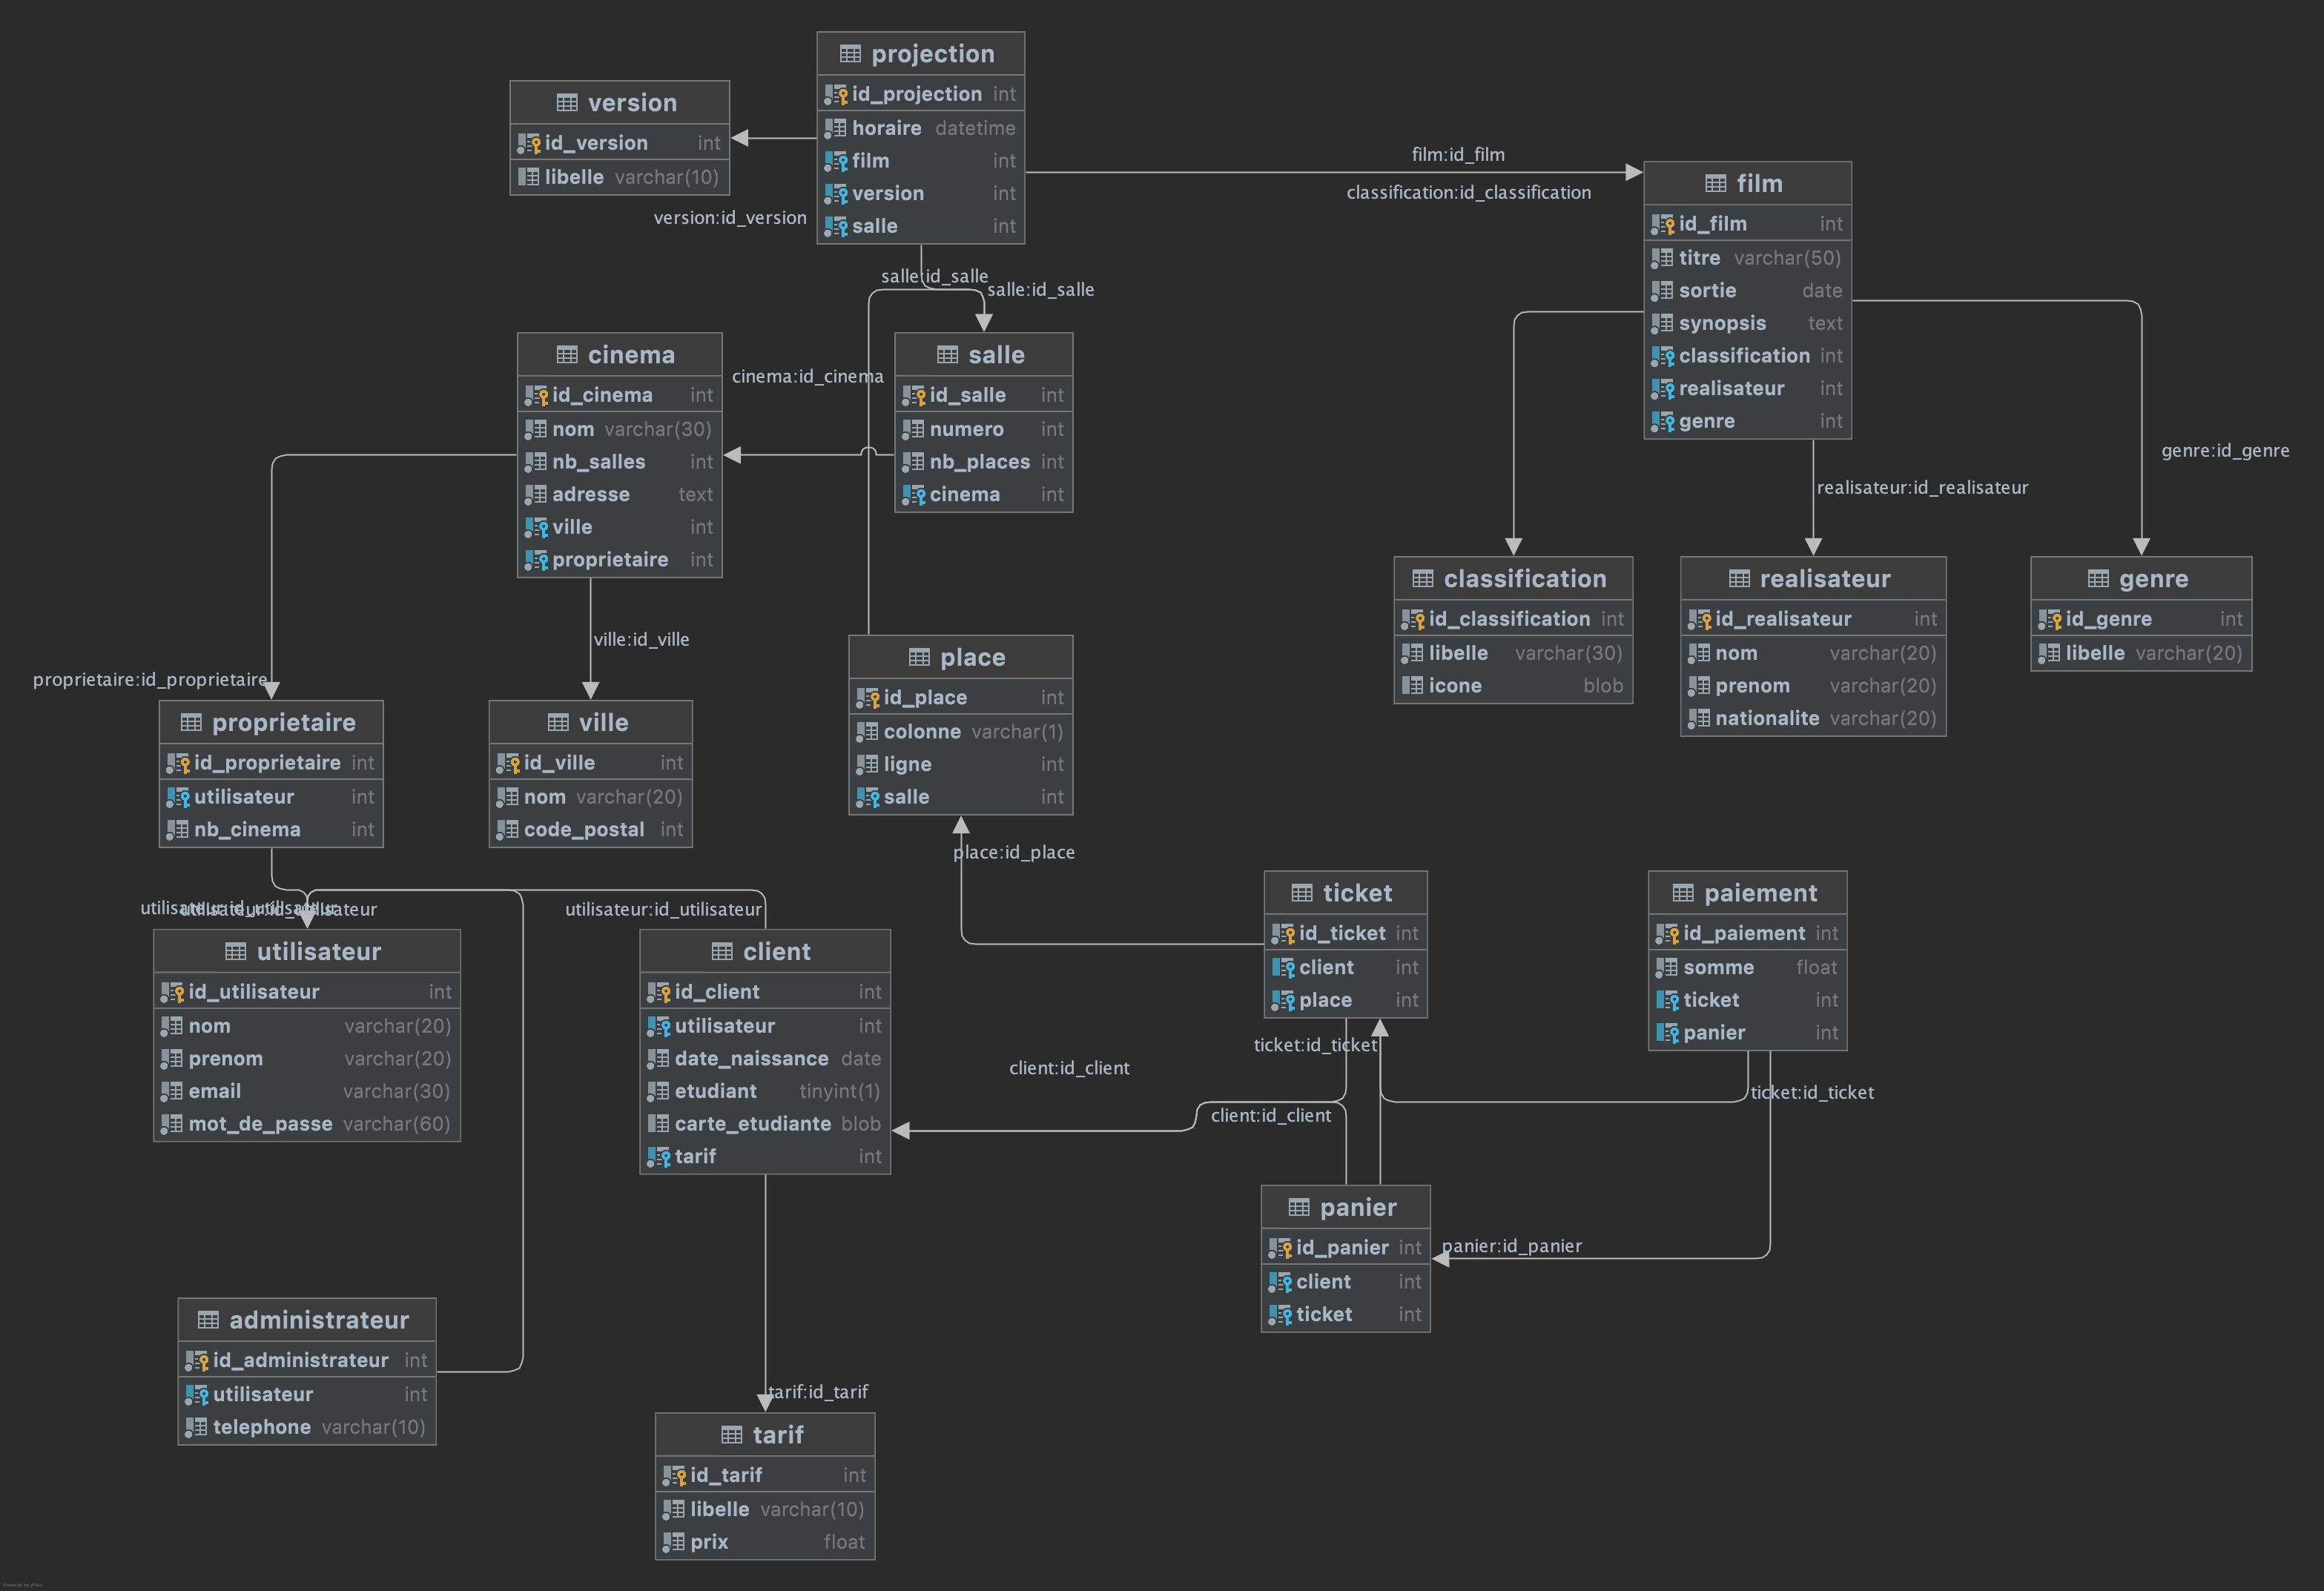 projection
id_projection int
horaire datetime
film int
version int
salle int
version
id_version int
libelle varchar(10)
version:id_version
film:id_film
classification:id_classification
film
id_film int
titre varchar(50)
sortie date
synopsis text
classification int
realisateur int
genre int
salle:id_salle
salle:id_salle
cinema
id_cinema int
nom varchar(30)
nb_salles int
adresse text
ville int
proprietaire int
cinema:id_cinema
salle
id_salle int
numero int
nb_places int
cinema int
genre:id_genre
realisateur:id_realisateur
classification
id_classification int
libelle varchar(30)
icone blob
realisateur
id_realisateur int
nom varchar(20)
prenom varchar(20)
nationalite varchar(20)
genre
id_genre int
libelle varchar(20)
ville:id_ville
proprietaire:id_proprietaire
place
id_place int
colonne varchar(1)
ligne int
salle int
proprietaire
id_proprietaire int
utilisateur int
nb_cinema int
ville
id_ville int
nom varchar(20)
code_postal int
place:id_place
utilisateur:id_utilisateur
utilisateur:id_utilisateur
utilisateur:id_utilisateur
ticket
id_ticket int
client int
place int
paiement
id_paiement int
somme float
ticket int
panier int
utilisateur
id_utilisateur int
nom varchar(20)
prenom varchar(20)
email varchar(30)
mot_de_passe varchar(60)
client
id_client int
utilisateur int
date_naissance date
etudiant tinyint(1)
carte_etudiante blob
tarif int
ticket:id_ticket
client:id_client
ticket:id_ticket
client:id_client
panier
id_panier int
client int
ticket int
panier:id_panier
administrateur
id_administrateur int
utilisateur int
telephone varchar(10)
tarif:id_tarif
tarif
id_tarif int
libelle varchar(10)
prix float
Powered by yFiles